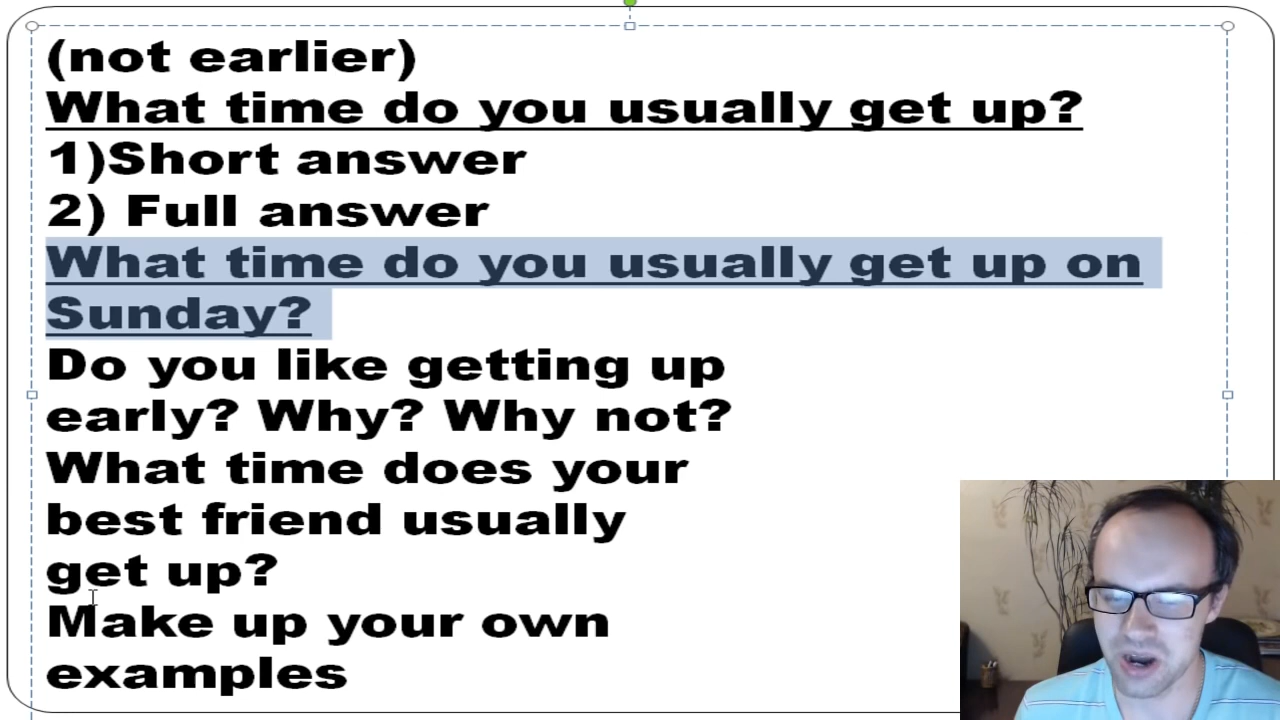 (not earlier)
What time do you usually get up?
1)Short answer
2) Full answer
What time do you usually get up on
Sunday?
Do you like getting up
early? Why? Why not?
What time does your
best friend usually
get up?
Make up your own
examples